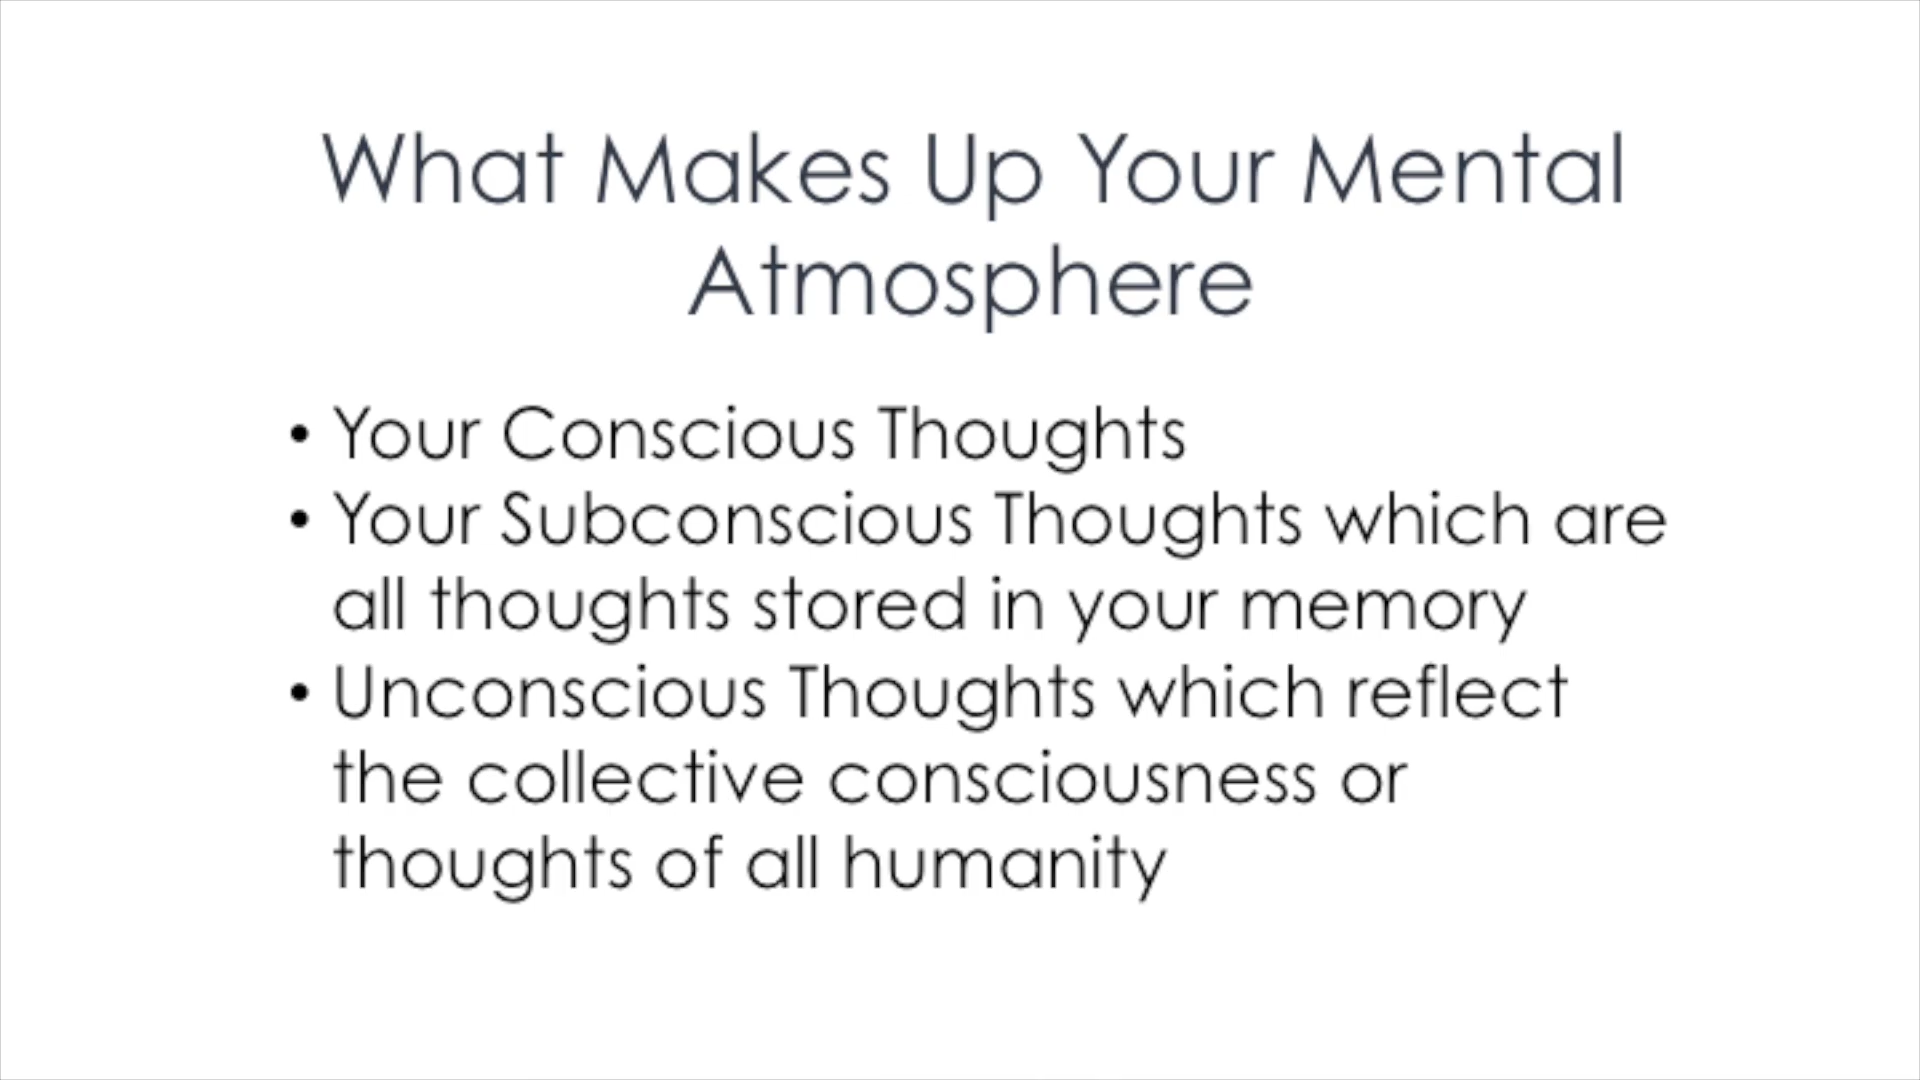 What Makes Up Your Mental
Atmosphere
• Your Conscious Thoughts
• Your Subconscious Thoughts which are
all thoughts stored in your memory
• Unconscious Thoughts which reflect
the collective consciousness or
thoughts of all humanity